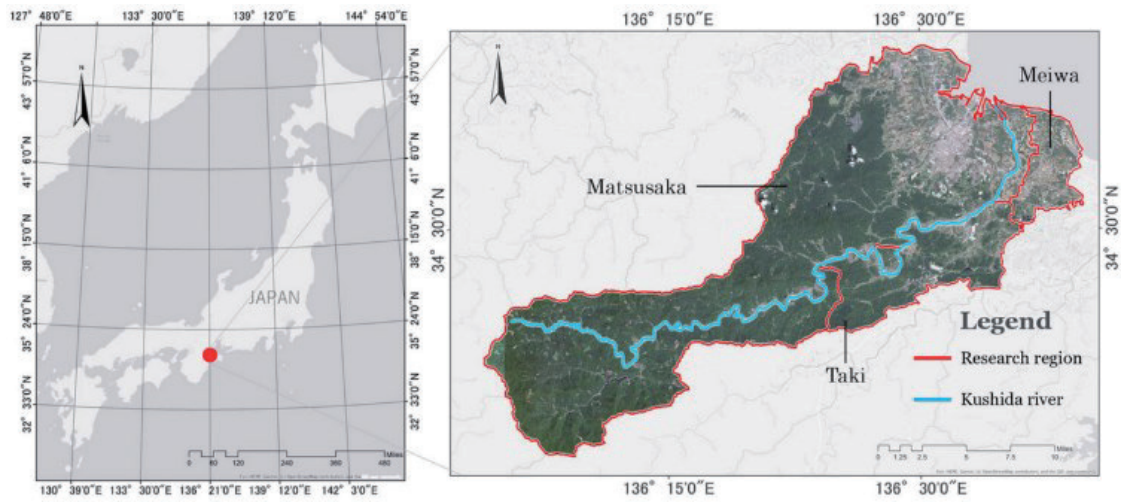 127° 48′0″E 133° 30′0″E 139° 12′0″E 144° 54′0″E
N
43° 57′0″N
43° 57′0″N
41° 6′0″N
41° 6′0″N
38° 15′0″N
38° 15′0″N
35° 24′0″N
35° 24′0″N
32° 33′0″N
32° 33′0″N
JAPAN
0 60 120 240 360 480 Miles
130° 39′0″E 133° 30′0″E 136° 21′0″E 139° 12′0″E 142° 30′0″E
136° 15′0″E 136° 30′0″E
N
Meiwa
Matsusaka
34° 30′0″N
34° 30′0″N
Taki
Legend
Research region
Kushida river
0 1.25 2.5 5 7.5 10 Miles
136° 15′0″E 136° 30′0″E